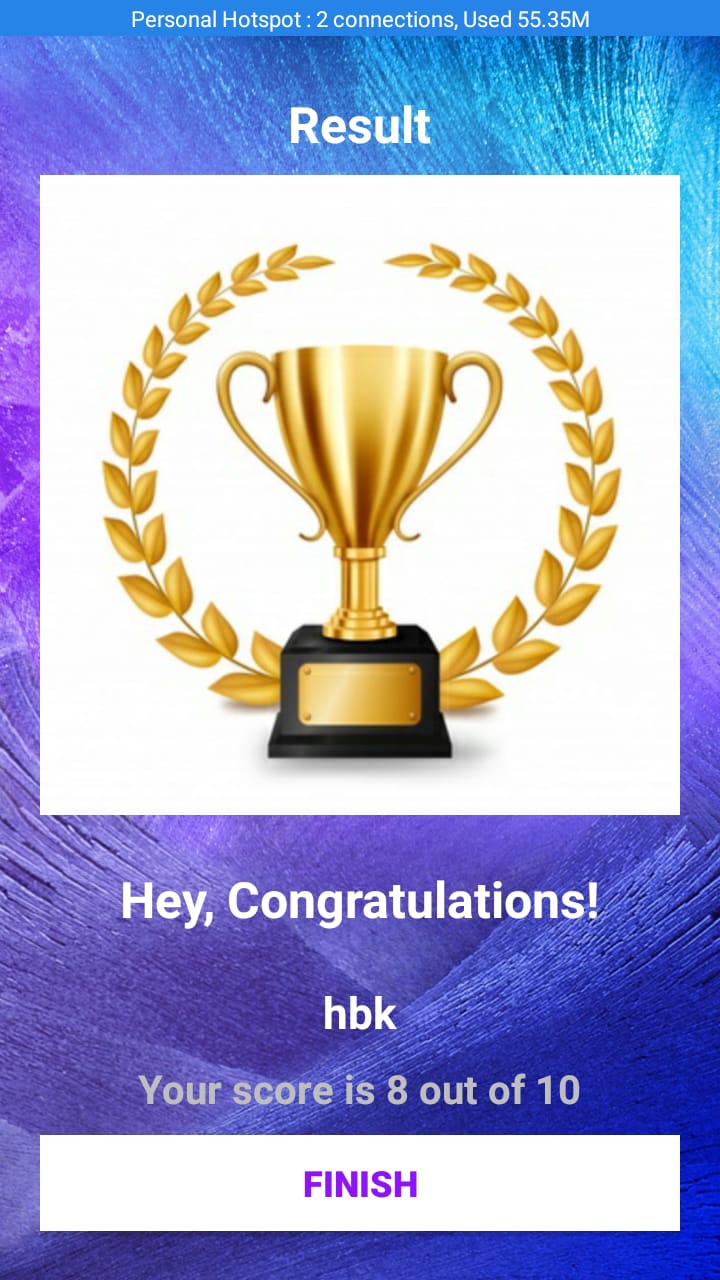 Personal Hotspot : 2 connections, Used 55.35M
Result
Hey, Congratulations!
hbk
Your score is 8 out of 10
FINISH